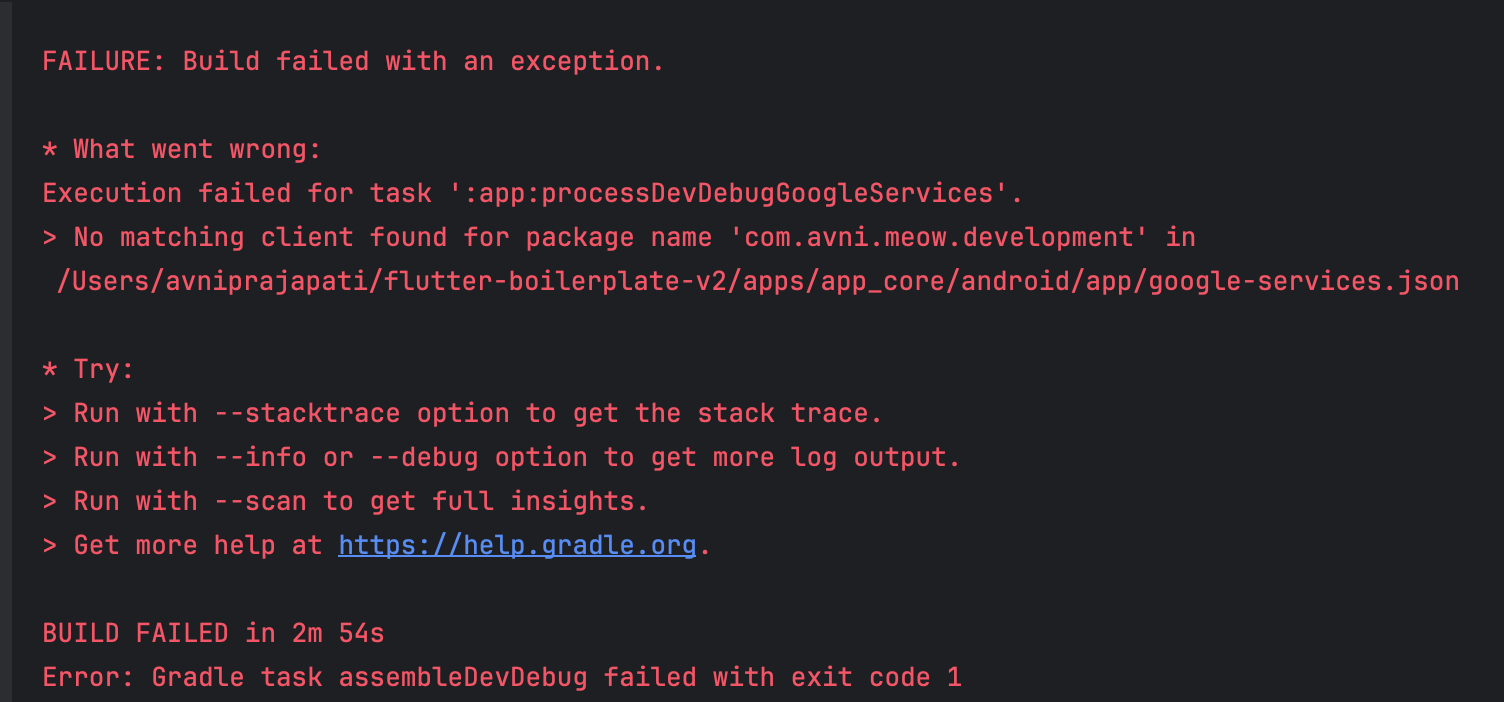 FAILURE: Build failed with an exception.
* What went wrong:
Execution failed for task ':app:processDevDebugGoogleServices'.
> No matching client found for package name 'com.avni.meow.development' in
/Users/avniprajapati/flutter-boilerplate-v2/apps/app_core/android/app/google-services.json
* Try:
> Run with --stacktrace option to get the stack trace.
> Run with --info or --debug option to get more log output.
> Run with --scan to get full insights.
> Get more help at https://help.gradle.org.
BUILD FAILED in 2m 54s
Error: Gradle task assembleDevDebug failed with exit code 1